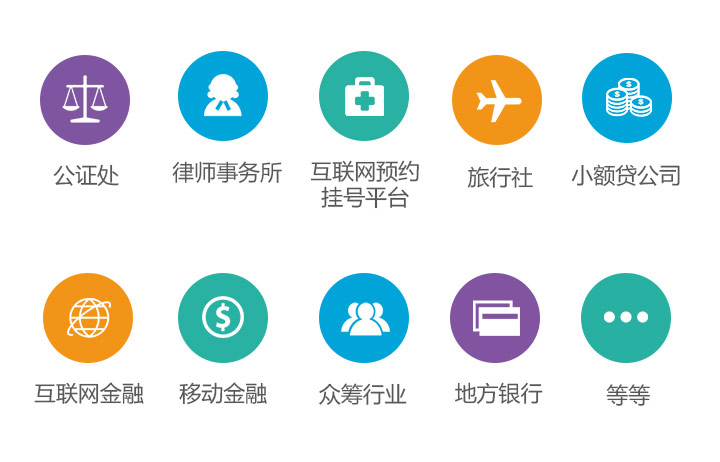 公证处
律师事务所
互联网预约
挂号平台
旅行社
小额贷公司
互联网金融
移动金融
众筹行业
地方银行
等等